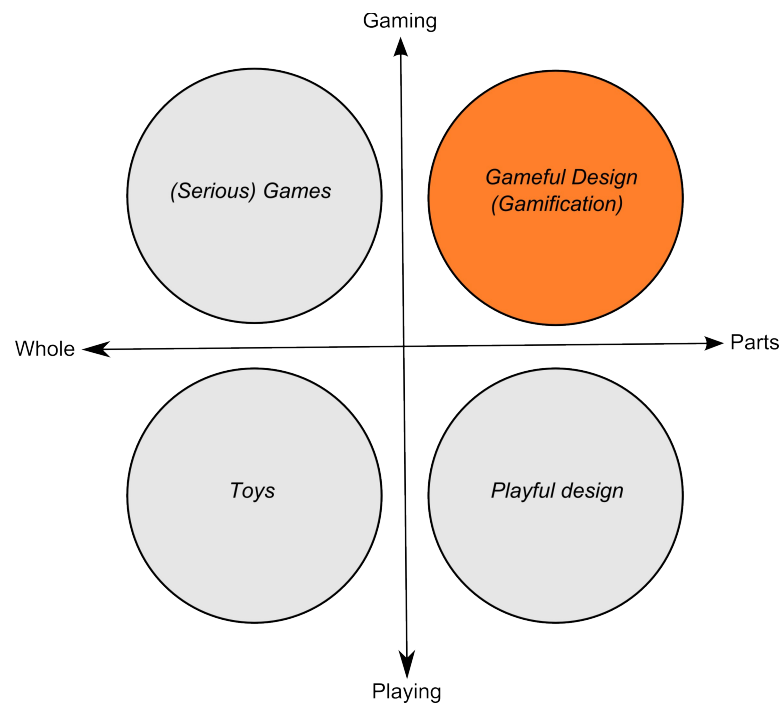 Gaming
(Serious) Games
Gameful Design
(Gamification)
Whole
Parts
Toys
Playful design
Playing